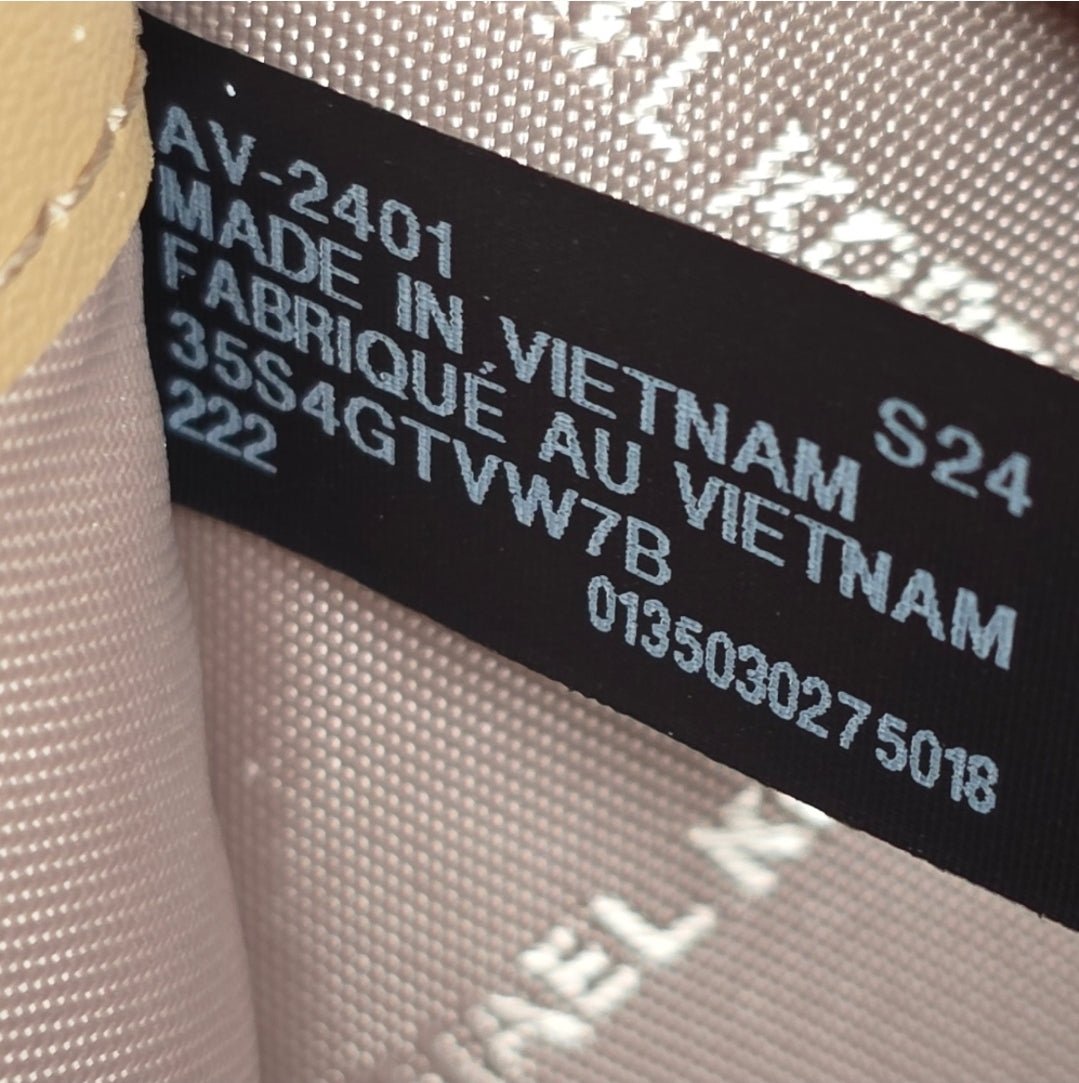 AV-2401
MADE IN VIETNAM S24
FABRIQUÉ AU VIETNAM
35S4GTVW7B
222
0135030275018